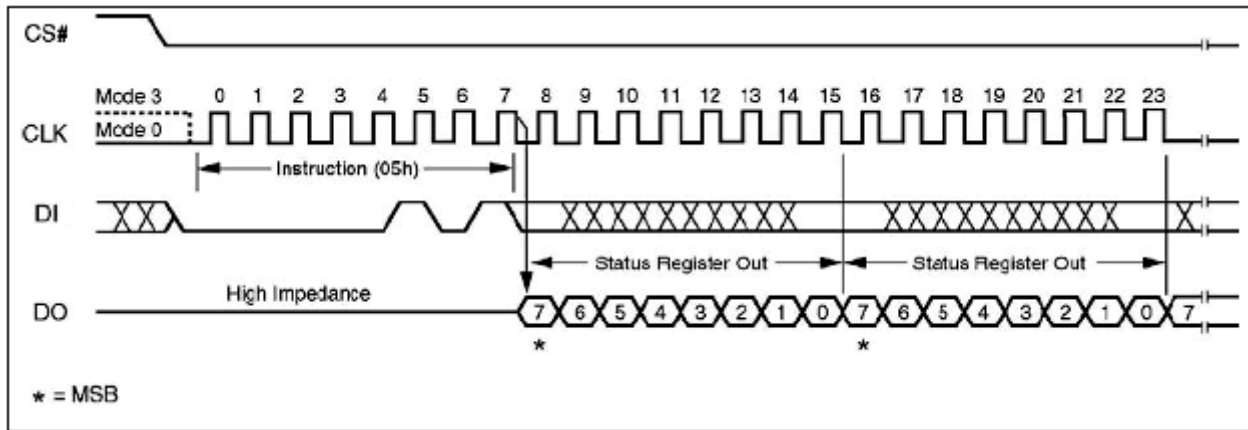 CS#
Mode 3 0 1 2 3 4 5 6 7 8 9 10 11 12 13 14 15 16 17 18 19 20 21 22 23
CLK Mode 0
Instruction (05h)
DI
Status Register Out Status Register Out
High Impedance
DO 7 6 5 4 3 2 1 0 7 6 5 4 3 2 1 0 7
* *
* = MSB